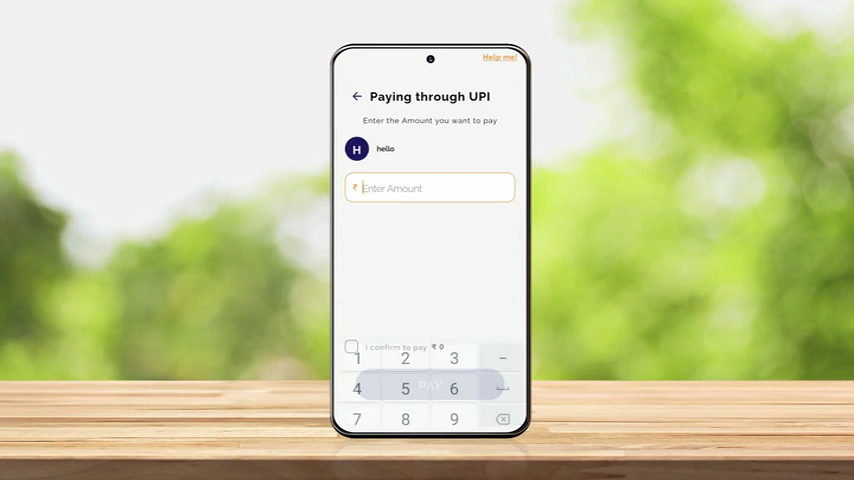 Help me!
Paying through UPI
Enter the Amount you want to pay
H hello
₹ Enter Amount
I confirm to pay ₹ 0
1 2 3 -
PAY
4 5 6
7 8 9